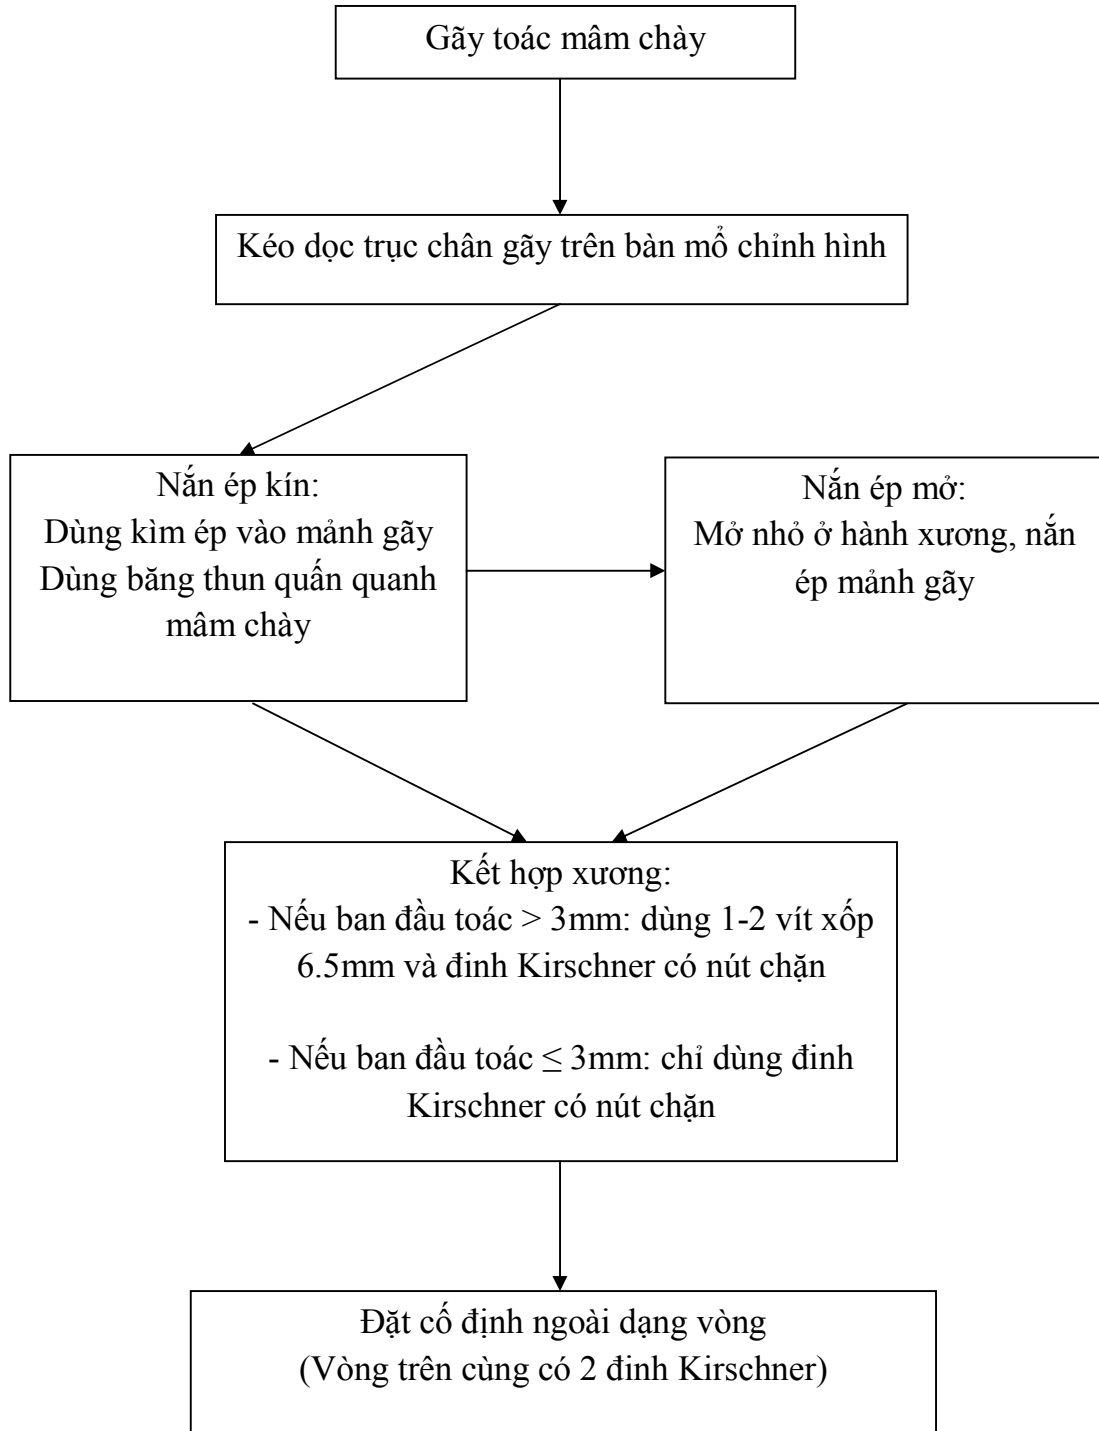 Gãy toác mâm chày
Kéo dọc trục chân gãy trên bàn mổ chỉnh hình
Nắn ép kín:
Dùng kìm ép vào mảnh gãy
Dùng băng thun quấn quanh
mâm chày
Nắn ép mở:
Mở nhỏ ở hành xương, nắn
ép mảnh gãy
Kết hợp xương:
- Nếu ban đầu toác > 3mm: dùng 1-2 vít xốp
6.5mm và đinh Kirschner có nút chặn
- Nếu ban đầu toác ≤ 3mm: chỉ dùng đinh
Kirschner có nút chặn
Đặt cố định ngoài dạng vòng
(Vòng trên cùng có 2 đinh Kirschner)